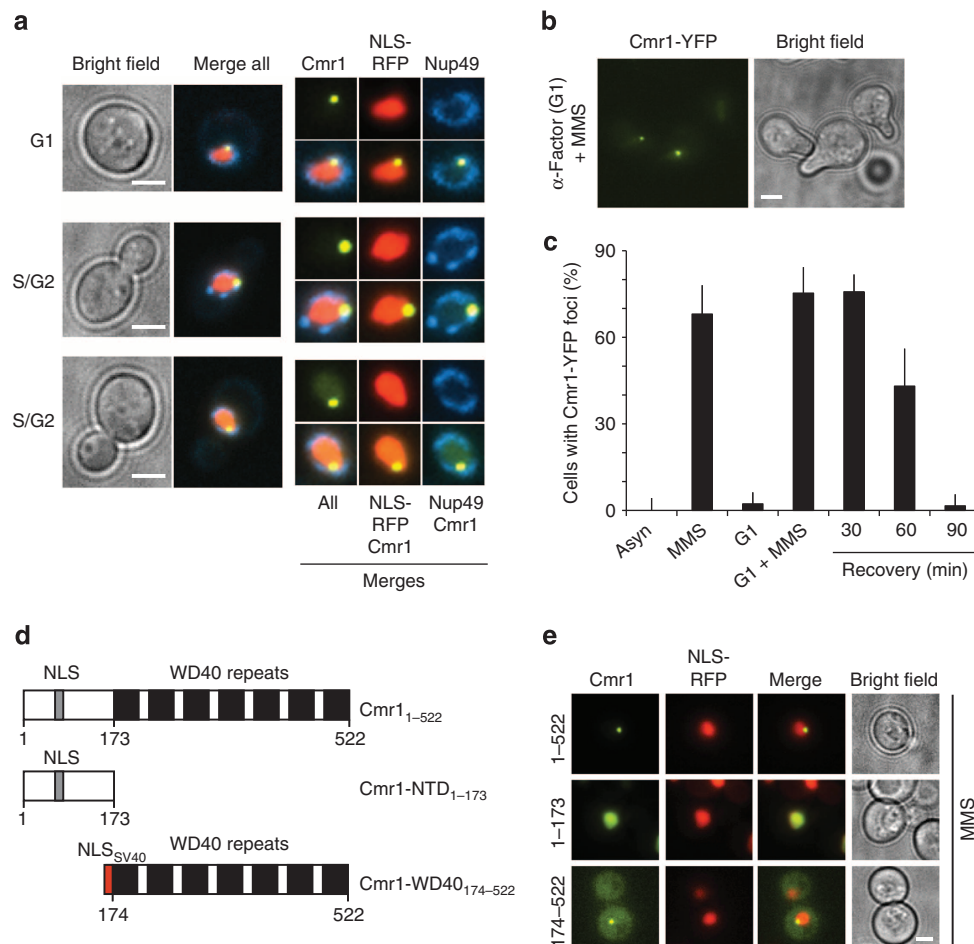 a
Bright field
Merge all
Cmr1
NLS-
RFP
Nup49
G1
S/G2
S/G2
All
NLS-
RFP
Cmr1
Nup49
Cmr1
Merges
b
Cmr1-YFP
Bright field
α-Factor (G1)
+ MMS
c
Cells with Cmr1-YFP foci (%)
90
60
30
0
Asyn
MMS
G1
G1 + MMS
30
60
90
Recovery (min)
d
NLS
WD40 repeats
Cmr1₁₋₅₂₂
1
173
522
NLS
Cmr1-NTD₁₋₁₇₃
1
173
NLS_SV40
WD40 repeats
Cmr1-WD40₁₇₄₋₅₂₂
174
522
e
Cmr1
NLS-
RFP
Merge
Bright field
1–522
1–173
174–522
MMS